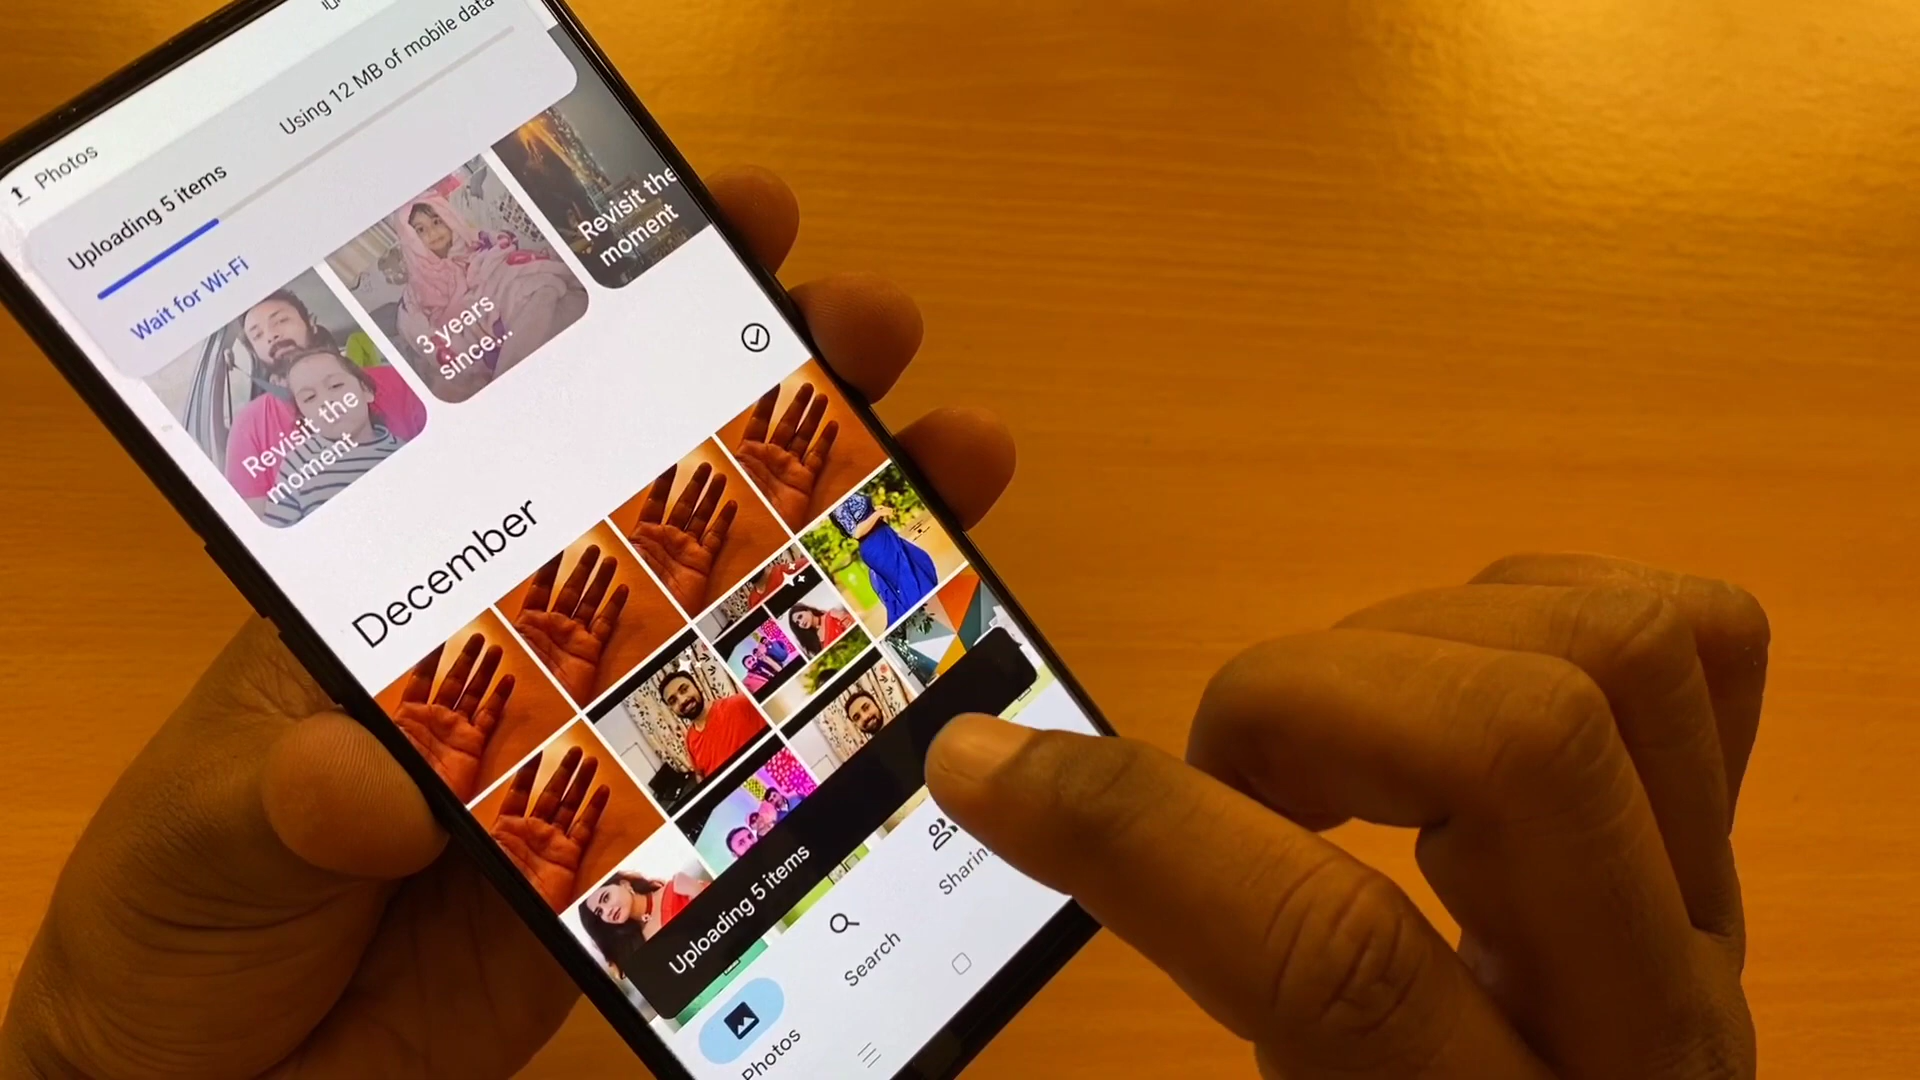 Photos
Uploading 5 items
Using 12 MB of mobile data
Wait for Wi-Fi
Revisit the
moment
3 years
since...
Revisit the
moment
December
Uploading 5 items
Photos
Search
Sharing